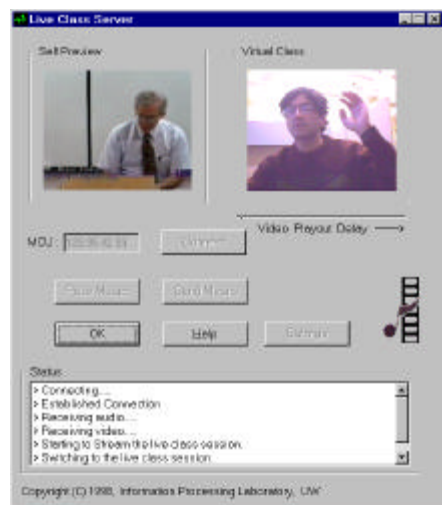 Live Class Server
Self Preview
Virtual Class
Video Playout Delay
MCU
OK
Help
Status
> Connecting....
> Established Connection
> Receiving audio...
> Receiving video...
> Starting to Stream the live class session.
> Switching to the live class session.
Copyright (C) 1998, Information Processing Laboratory, UW